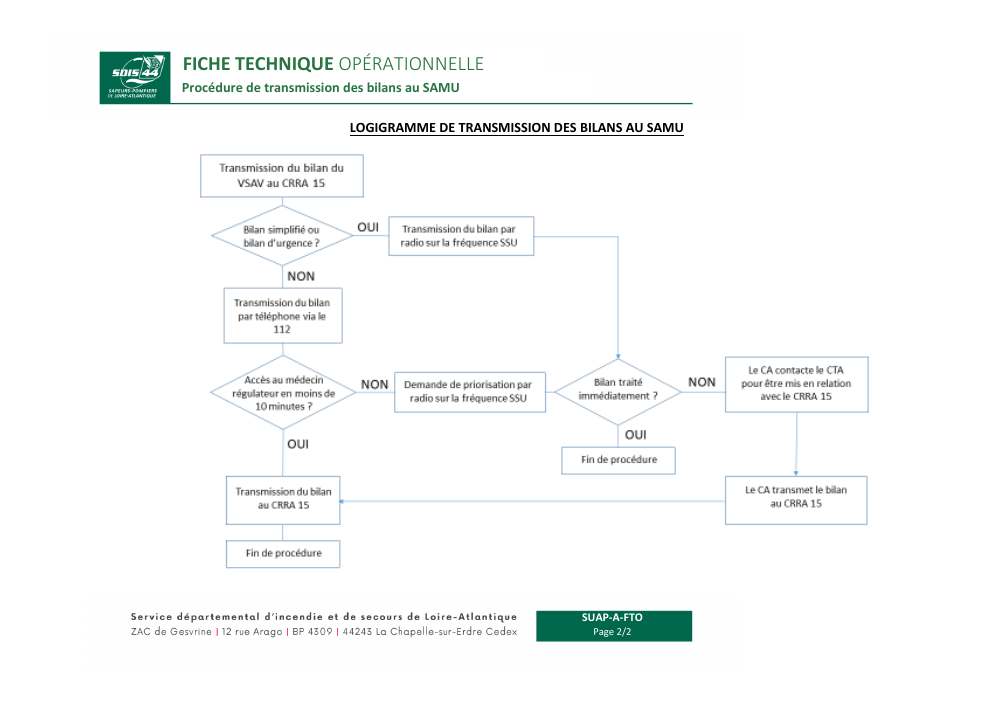 SDIS 44
SAPEURS-POMPIERS
DE LOIRE-ATLANTIQUE
FICHE TECHNIQUE OPÉRATIONNELLE
Procédure de transmission des bilans au SAMU
LOGIGRAMME DE TRANSMISSION DES BILANS AU SAMU
Transmission du bilan du
VSAV au CRRA 15
Bilan simplifié ou
bilan d'urgence ?
OUI
Transmission du bilan par
radio sur la fréquence SSU
NON
Transmission du bilan
par téléphone via le
112
Accès au médecin
régulateur en moins de
10 minutes ?
NON
Demande de priorisation par
radio sur la fréquence SSU
Bilan traité
immédiatement ?
NON
Le CA contacte le CTA
pour être mis en relation
avec le CRRA 15
OUI
OUI
Fin de procédure
Transmission du bilan
au CRRA 15
Le CA transmet le bilan
au CRRA 15
Fin de procédure
Service départemental d'incendie et de secours de Loire-Atlantique
ZAC de Gesvrine | 12 rue Arago | BP 4309 | 44243 La Chapelle-sur-Erdre Cedex
SUAP-A-FTO
Page 2/2